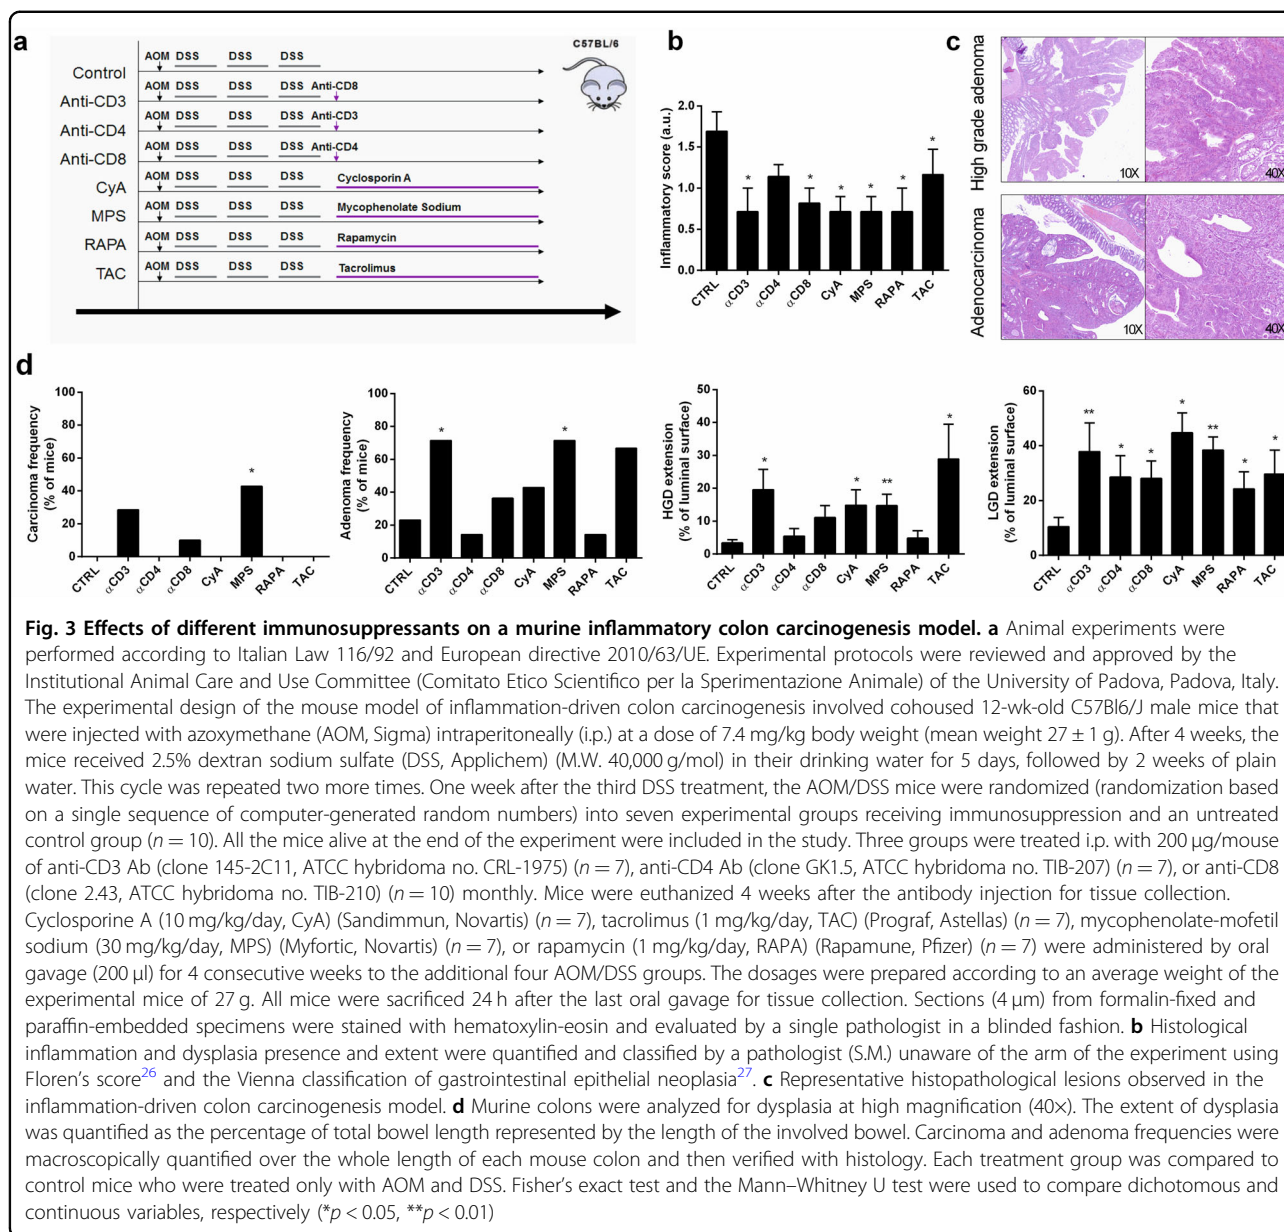 a
C57BL/6
Control
AOM DSS DSS DSS
Anti-CD3
AOM DSS DSS DSS Anti-CD8
Anti-CD4
AOM DSS DSS DSS Anti-CD3
Anti-CD8
AOM DSS DSS DSS Anti-CD4
CyA
AOM DSS DSS DSS Cyclosporin A
MPS
AOM DSS DSS DSS Mycophenolate Sodium
RAPA
AOM DSS DSS DSS Rapamycin
TAC
AOM DSS DSS DSS Tacrolimus
b
Inflammatory score (a.u.)
2.0
1.5
1.0
0.5
0.0
* * * * * *
CTRL αCD3 αCD4 αCD8 CyA MPS RAPA TAC
c
High grade adenoma
10X 40X
Adenocarcinoma
10X 40X
d
Carcinoma frequency
(% of mice)
100
80
60
40
20
0
*
CTRL αCD3 αCD4 αCD8 CyA MPS RAPA TAC
Adenoma frequency
(% of mice)
100
80
60
40
20
0
* *
CTRL αCD3 αCD4 αCD8 CyA MPS RAPA TAC
HGD extension
(% of luminal surface)
50
40
30
20
10
0
* * ** *
CTRL αCD3 αCD4 αCD8 CyA MPS RAPA TAC
LGD extension
(% of luminal surface)
60
40
20
0
** * * * ** * *
CTRL αCD3 αCD4 αCD8 CyA MPS RAPA TAC
Fig. 3 Effects of different immunosuppressants on a murine inflammatory colon carcinogenesis model. a Animal experiments were
performed according to Italian Law 116/92 and European directive 2010/63/UE. Experimental protocols were reviewed and approved by the
Institutional Animal Care and Use Committee (Comitato Etico Scientifico per la Sperimentazione Animale) of the University of Padova, Padova, Italy.
The experimental design of the mouse model of inflammation-driven colon carcinogenesis involved cohoused 12-wk-old C57Bl6/J male mice that
were injected with azoxymethane (AOM, Sigma) intraperitoneally (i.p.) at a dose of 7.4 mg/kg body weight (mean weight 27 ± 1 g). After 4 weeks, the
mice received 2.5% dextran sodium sulfate (DSS, Applichem) (M.W. 40,000 g/mol) in their drinking water for 5 days, followed by 2 weeks of plain
water. This cycle was repeated two more times. One week after the third DSS treatment, the AOM/DSS mice were randomized (randomization based
on a single sequence of computer-generated random numbers) into seven experimental groups receiving immunosuppression and an untreated
control group (n = 10). All the mice alive at the end of the experiment were included in the study. Three groups were treated i.p. with 200 µg/mouse
of anti-CD3 Ab (clone 145-2C11, ATCC hybridoma no. CRL-1975) (n = 7), anti-CD4 Ab (clone GK1.5, ATCC hybridoma no. TIB-207) (n = 7), or anti-CD8
(clone 2.43, ATCC hybridoma no. TIB-210) (n = 10) monthly. Mice were euthanized 4 weeks after the antibody injection for tissue collection.
Cyclosporine A (10 mg/kg/day, CyA) (Sandimmun, Novartis) (n = 7), tacrolimus (1 mg/kg/day, TAC) (Prograf, Astellas) (n = 7), mycophenolate-mofetil
sodium (30 mg/kg/day, MPS) (Myfortic, Novartis) (n = 7), or rapamycin (1 mg/kg/day, RAPA) (Rapamune, Pfizer) (n = 7) were administered by oral
gavage (200 µl) for 4 consecutive weeks to the additional four AOM/DSS groups. The dosages were prepared according to an average weight of the
experimental mice of 27 g. All mice were sacrificed 24 h after the last oral gavage for tissue collection. Sections (4 µm) from formalin-fixed and
paraffin-embedded specimens were stained with hematoxylin-eosin and evaluated by a single pathologist in a blinded fashion. b Histological
inflammation and dysplasia presence and extent were quantified and classified by a pathologist (S.M.) unaware of the arm of the experiment using
Floren's score26 and the Vienna classification of gastrointestinal epithelial neoplasia27. c Representative histopathological lesions observed in the
inflammation-driven colon carcinogenesis model. d Murine colons were analyzed for dysplasia at high magnification (40×). The extent of dysplasia
was quantified as the percentage of total bowel length represented by the length of the involved bowel. Carcinoma and adenoma frequencies were
macroscopically quantified over the whole length of each mouse colon and then verified with histology. Each treatment group was compared to
control mice who were treated only with AOM and DSS. Fisher's exact test and the Mann–Whitney U test were used to compare dichotomous and
continuous variables, respectively (*p < 0.05, **p < 0.01)